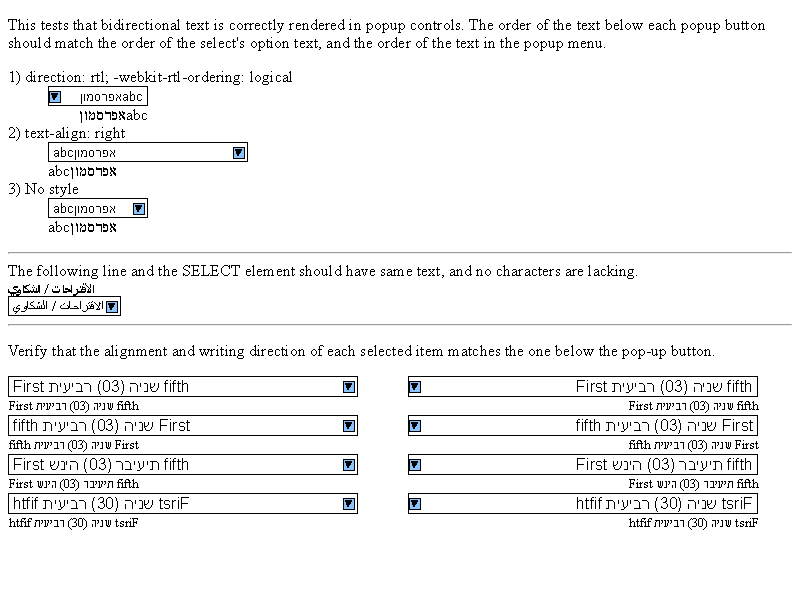 This tests that bidirectional text is correctly rendered in popup controls. The order of the text below each popup button
should match the order of the select's option text, and the order of the text in the popup menu.
1) direction: rtl; -webkit-rtl-ordering: logical
אפרסמוןabc
אפרסמוןabc
2) text-align: right
abcאפרסמון
abcאפרסמון
3) No style
abcאפרסמון
abcאפרסמון
The following line and the SELECT element should have same text, and no characters are lacking.
الاقتراحات / الشكاوي
الاقتراحات / الشكاوي
Verify that the alignment and writing direction of each selected item matches the one below the pop-up button.
First שניה (03) רביעית fifth
First שניה (03) רביעית fifth
First שניה (03) רביעית fifth
First שניה (03) רביעית fifth
fifth שניה (03) רביעית First
fifth שניה (03) רביעית First
fifth שניה (03) רביעית First
fifth שניה (03) רביעית First
First תיעיבר (03) הינש fifth
First תיעיבר (03) הינש fifth
First תיעיבר (03) הינש fifth
First תיעיבר (03) הינש fifth
htfif שניה (30) רביעית tsriF
htfif שניה (30) רביעית tsriF
htfif שניה (30) רביעית tsriF
htfif שניה (30) רביעית tsriF